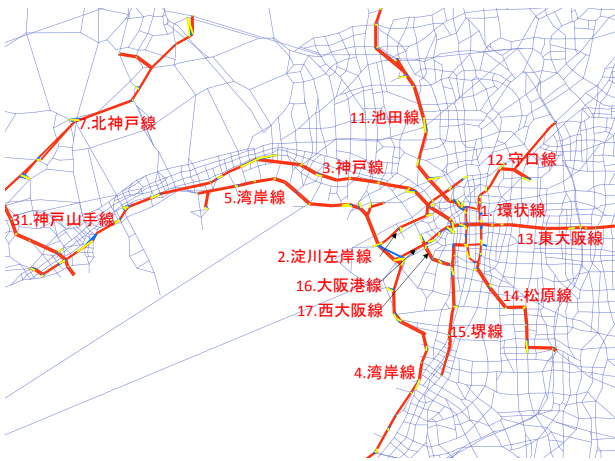 11.池田線
7.北神戸線
12.守口線
3.神戸線
5.湾岸線
1. 環状線
31.神戸山手線
13.東大阪線
2.淀川左岸線
16.大阪港線
14.松原線
17.西大阪線
15.堺線
4.湾岸線